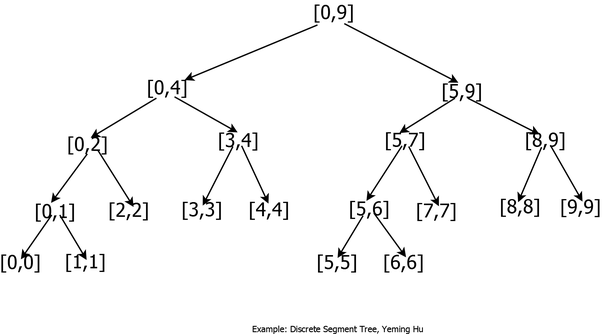 [0,9]
[0,4] [5,9]
[0,2] [3,4] [5,7] [8,9]
[0,1] [2,2] [3,3] [4,4] [5,6] [7,7] [8,8] [9,9]
[0,0] [1,1] [5,5] [6,6]
Example: Discrete Segment Tree, Yeming Hu